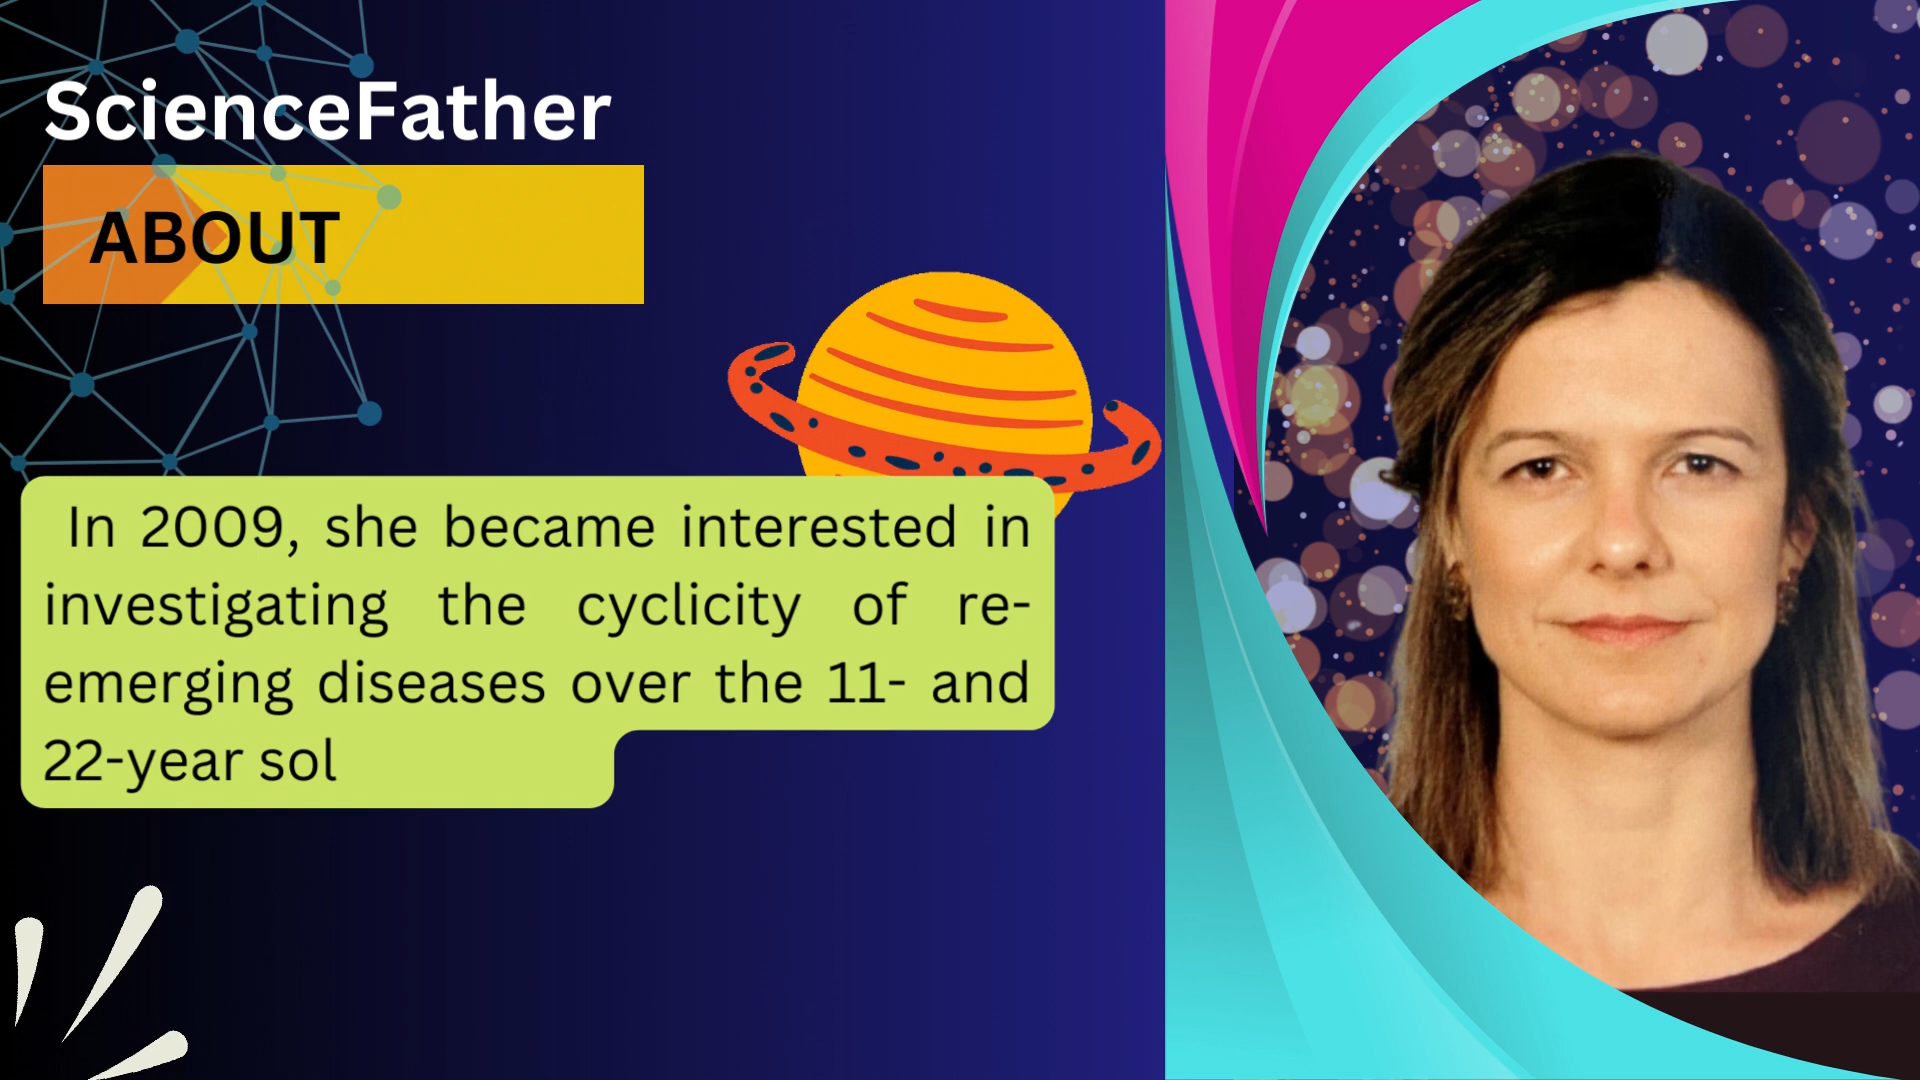 ScienceFather
ABOUT
In 2009, she became interested in
investigating the cyclicity of re-
emerging diseases over the 11- and
22-year sol